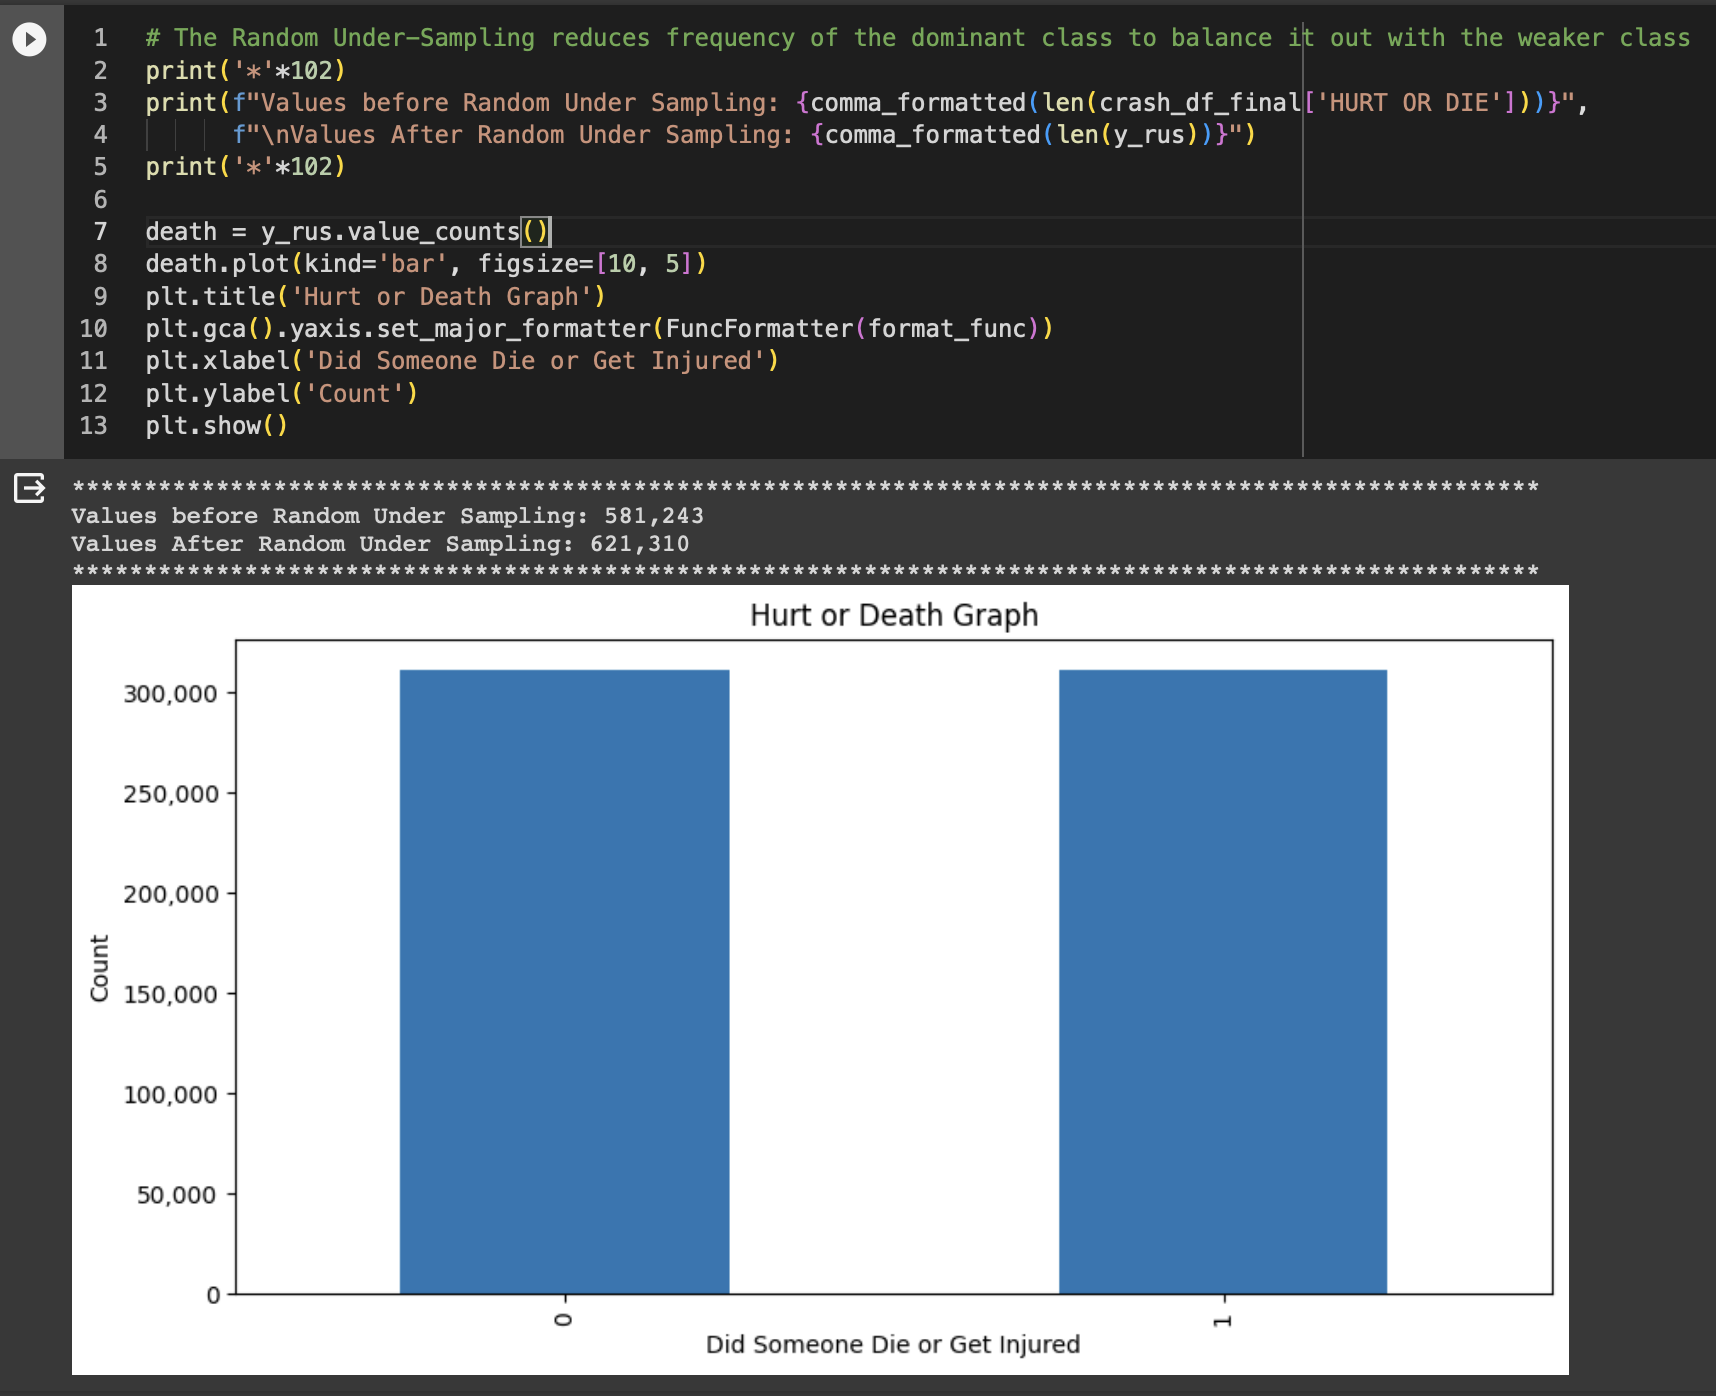 1 # The Random Under-Sampling reduces frequency of the dominant class to balance it out with the weaker class
2 print('*'*102)
3 print(f"Values before Random Under Sampling: {comma_formatted(len(crash_df_final['HURT OR DIE']))}",
4 f"\nValues After Random Under Sampling: {comma_formatted(len(y_rus))}")
5 print('*'*102)
6
7 death = y_rus.value_counts()
8 death.plot(kind='bar', figsize=[10, 5])
9 plt.title('Hurt or Death Graph')
10 plt.gca().yaxis.set_major_formatter(FuncFormatter(format_func))
11 plt.xlabel('Did Someone Die or Get Injured')
12 plt.ylabel('Count')
13 plt.show()
******************************************************************************************************
Values before Random Under Sampling: 581,243
Values After Random Under Sampling: 621,310
******************************************************************************************************
Hurt or Death Graph
300,000
250,000
200,000
150,000
100,000
50,000
0
Count
0
1
Did Someone Die or Get Injured